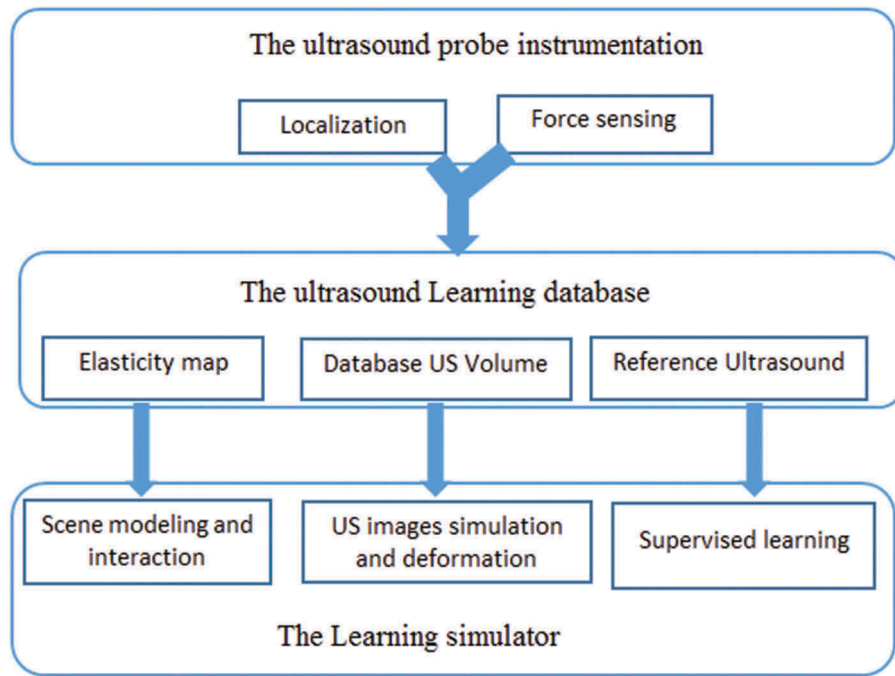 The ultrasound probe instrumentation
Localization
Force sensing
The ultrasound Learning database
Elasticity map
Database US Volume
Reference Ultrasound
Scene modeling and
interaction
US images simulation
and deformation
Supervised learning
The Learning simulator